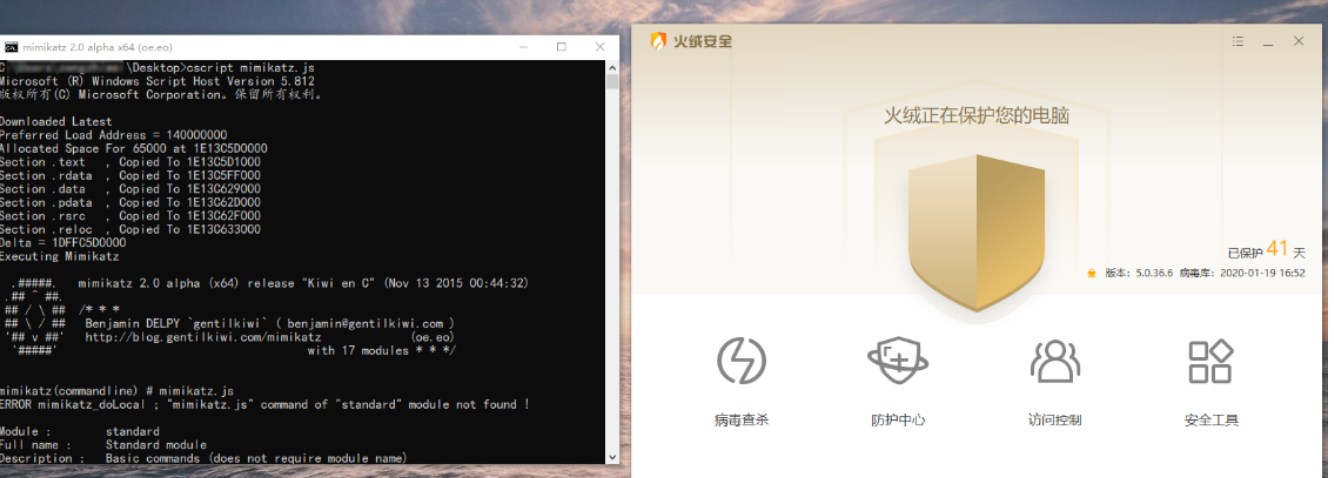 mimikatz 2.0 alpha x64 (oe.eo)
C \Desktop>cscript mimikatz.js
Microsoft (R) Windows Script Host Version 5.812
版权所有(C) Microsoft Corporation。保留所有权利。
Downloaded Latest
Preferred Load Address = 140000000
Allocated Space For 65000 at 1E13C5D0000
Section .text , Copied To 1E13C5D1000
Section .rdata , Copied To 1E13C5FF000
Section .data , Copied To 1E13C629000
Section .pdata , Copied To 1E13C62D000
Section .rsrc , Copied To 1E13C62F000
Section .reloc , Copied To 1E13C633000
Delta = 1DFFC5D0000
Executing Mimikatz
.#####. mimikatz 2.0 alpha (x64) release "Kiwi en C" (Nov 13 2015 00:44:32)
.## ^ ##.
## / \ ## /* * *
## \ / ## Benjamin DELPY `gentilkiwi` ( benjamin@gentilkiwi.com )
'## v ##' http://blog.gentilkiwi.com/mimikatz (oe.eo)
'#####' with 17 modules * * */
mimikatz(commandline) # mimikatz.js
ERROR mimikatz_doLocal ; "mimikatz.js" command of "standard" module not found !
Module : standard
Full name : Standard module
Description : Basic commands (does not require module name)
火绒安全
火绒正在保护您的电脑
已保护 41 天
版本：5.0.36.6 病毒库：2020-01-19 16:52
病毒查杀
防护中心
访问控制
安全工具